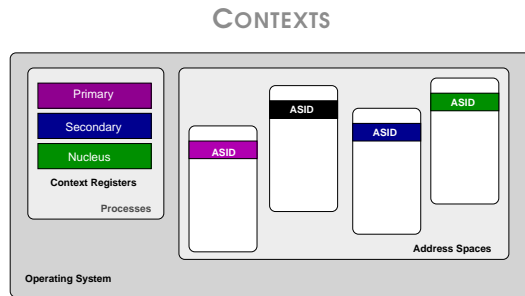 CONTEXTS
Primary
Secondary
Nucleus
Context Registers
Processes
ASID
ASID
ASID
ASID
Address Spaces
Operating System